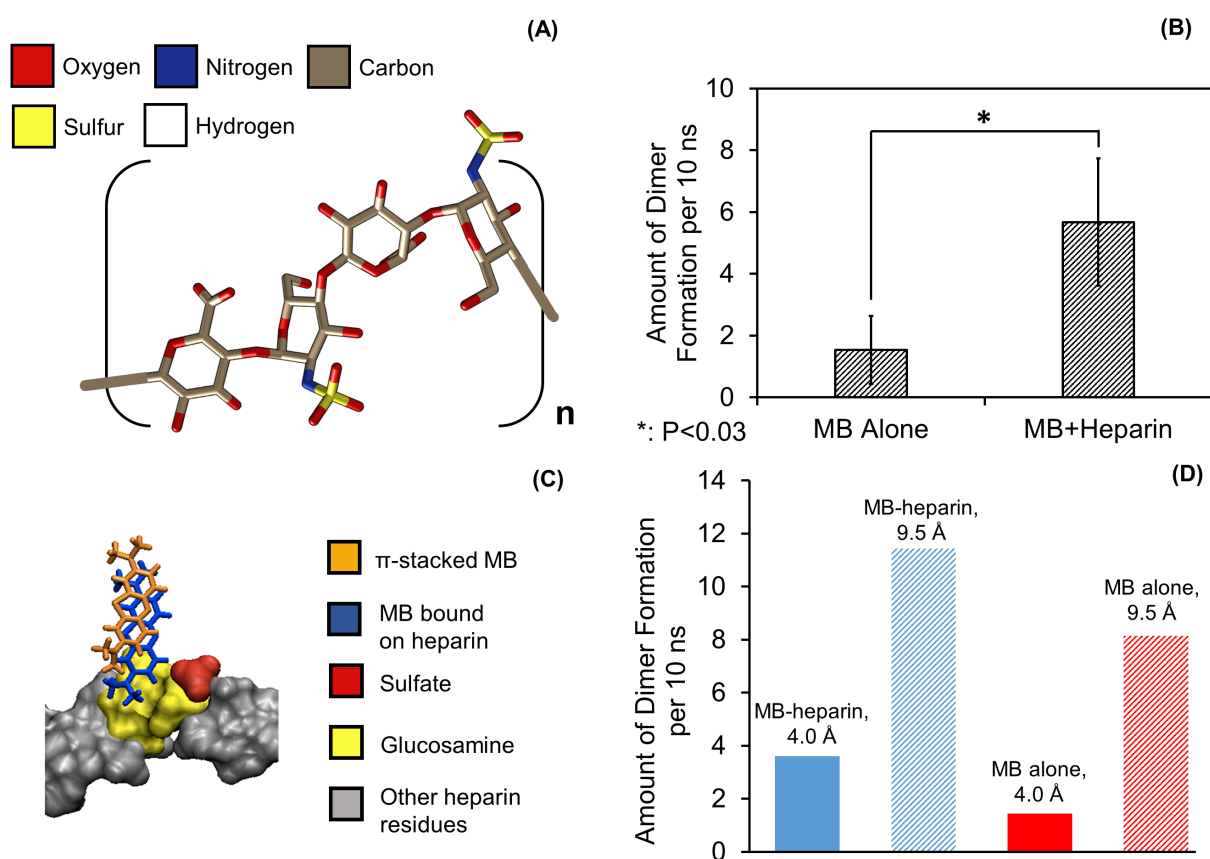 (A)
Oxygen
Nitrogen
Carbon
Sulfur
Hydrogen
n
(B)
Amount of Dimer
Formation per 10 ns
10
8
6
4
2
0
*
MB Alone
MB+Heparin
*: P<0.03
(C)
π-stacked MB
MB bound
on heparin
Sulfate
Glucosamine
Other heparin
residues
(D)
Amount of Dimer Formation
per 10 ns
14
12
10
8
6
4
2
0
MB-heparin,
4.0 Å
MB-heparin,
9.5 Å
MB alone,
4.0 Å
MB alone,
9.5 Å